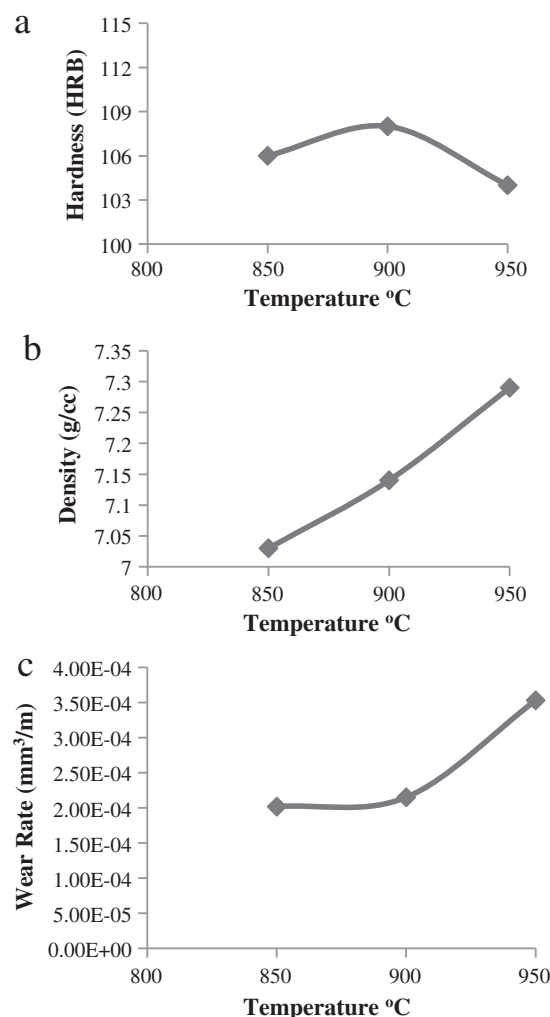 a
115
112
109
106
103
100
800
850
900
950
Hardness (HRB)
Temperature ºC
b
7.35
7.3
7.25
7.2
7.15
7.1
7.05
7
800
850
900
950
Density (g/cc)
Temperature ºC
c
4.00E-04
3.50E-04
3.00E-04
2.50E-04
2.00E-04
1.50E-04
1.00E-04
5.00E-05
0.00E+00
800
850
900
950
Wear Rate (mm³/m)
Temperature ºC